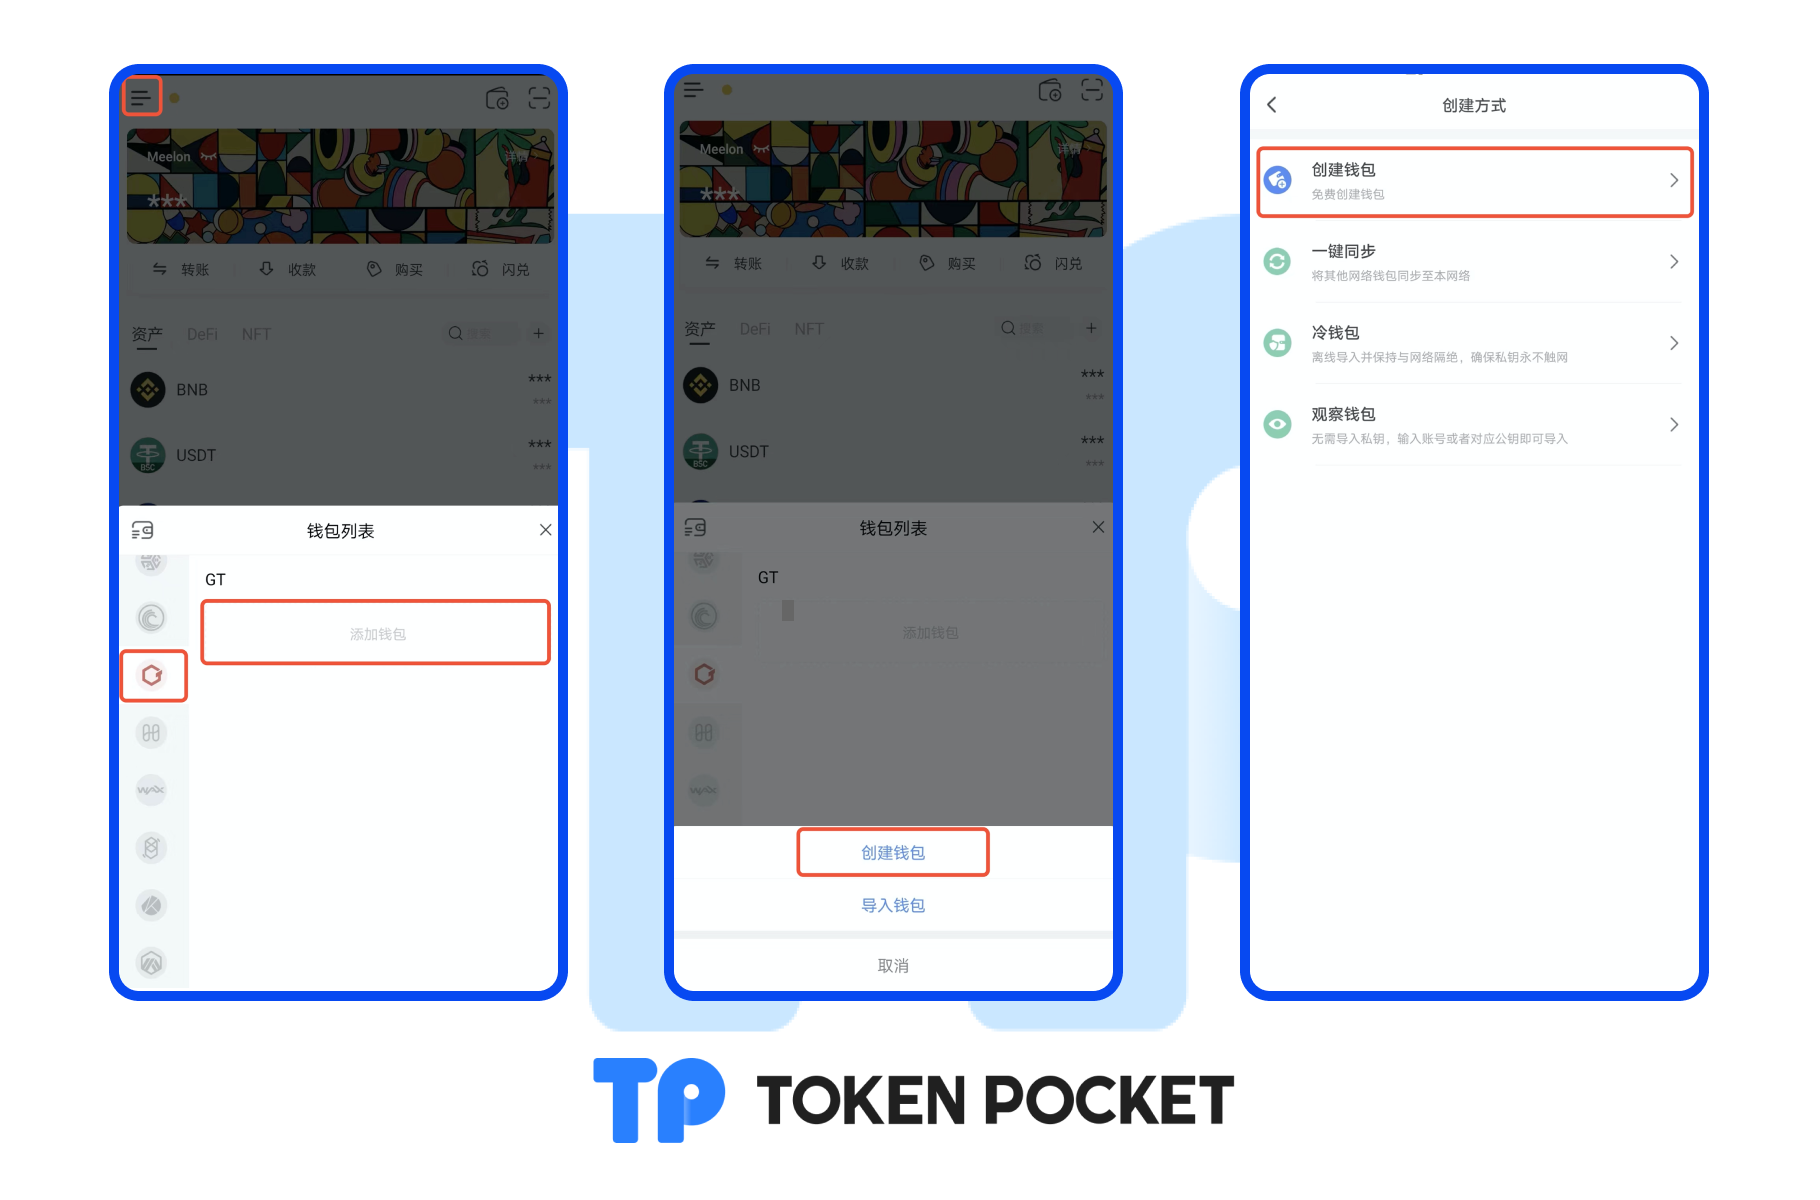 Meelon
详情
***
转账
收款
购买
闪兑
资产
DeFi
NFT
搜索
BNB
***
***
BSC
USDT
***
***
钱包列表
GT
添加钱包
Meelon
详情
***
转账
收款
购买
闪兑
资产
DeFi
NFT
搜索
BNB
***
***
BSC
USDT
***
***
钱包列表
GT
添加钱包
创建钱包
导入钱包
取消
创建方式
创建钱包
免费创建钱包
一键同步
将其他网络钱包同步至本网络
冷钱包
离线导入并保持与网络隔绝，确保私钥永不触网
观察钱包
无需导入私钥，输入账号或者对应公钥即可导入
TP TOKEN POCKET